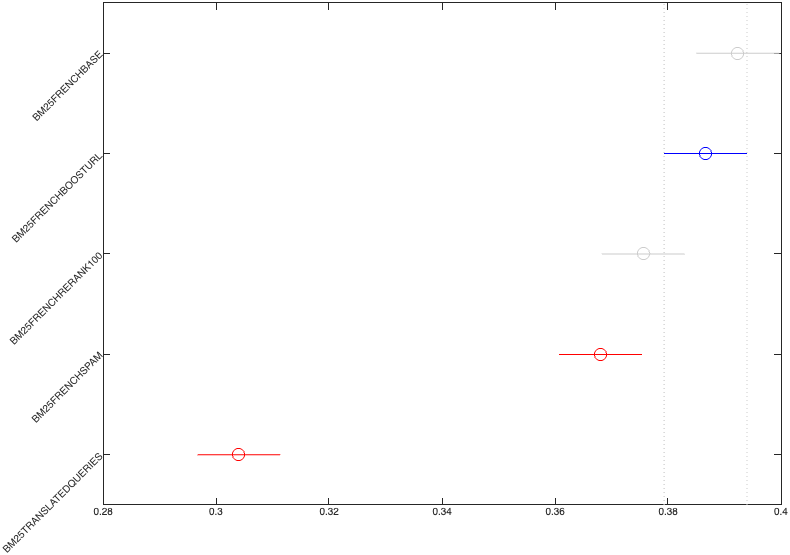 BM25FRENCHBASE
BM25FRENCHBOOSTURL
BM25FRENCHRERANK100
BM25FRENCHSPAM
BM25TRANSLATEDQUERIES
0.28 0.3 0.32 0.34 0.36 0.38 0.4